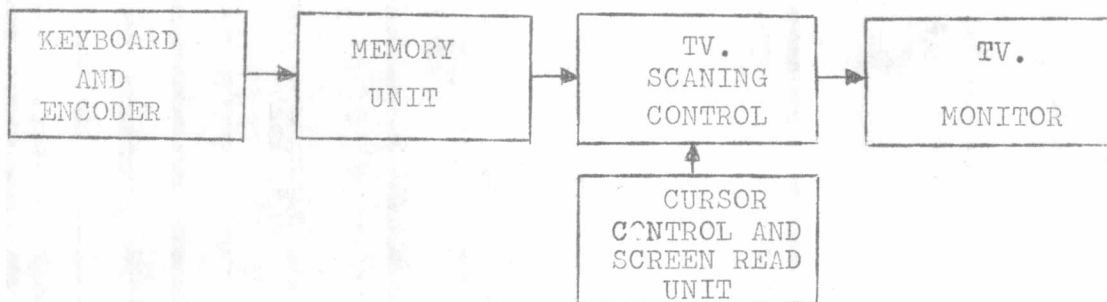 KEYBOARD
AND
ENCODER
MEMORY
UNIT
TV.
SCANING
CONTROL
TV.
MONITOR
CURSOR
CONTROL AND
SCREEN READ
UNIT